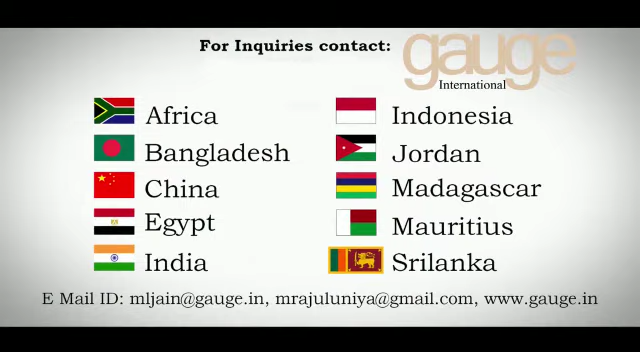 For Inquiries contact:
gauge
International
Africa
Bangladesh
China
Egypt
India
Indonesia
Jordan
Madagascar
Mauritius
Srilanka
E Mail ID: mljain@gauge.in, mrajuluniya@gmail.com, www.gauge.in